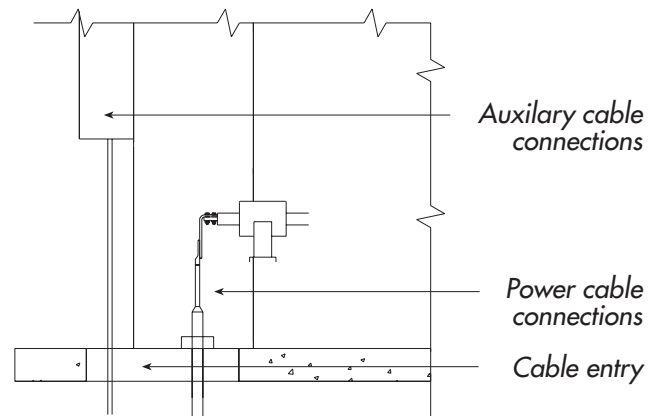 Auxilary cable
connections
Power cable
connections
Cable entry